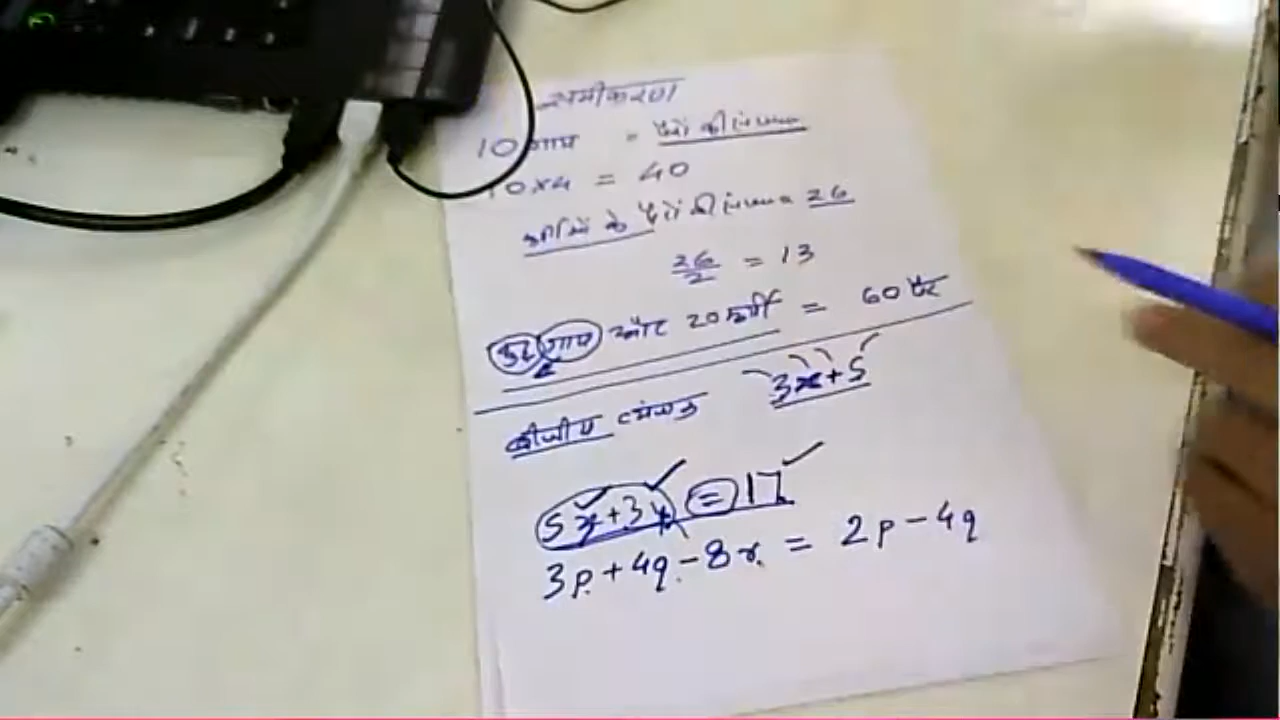 समीकरण
10 गाय = पैरों की संख्या
10×4 = 40
मुर्गियों के पैरों की संख्या = 26
26/2 = 13
कुछ गाय और 20 मुर्गी = 60 पैर
बीजीय व्यंजक 3x+5
5x+3y = 17
3p+4q-8r = 2p-4q